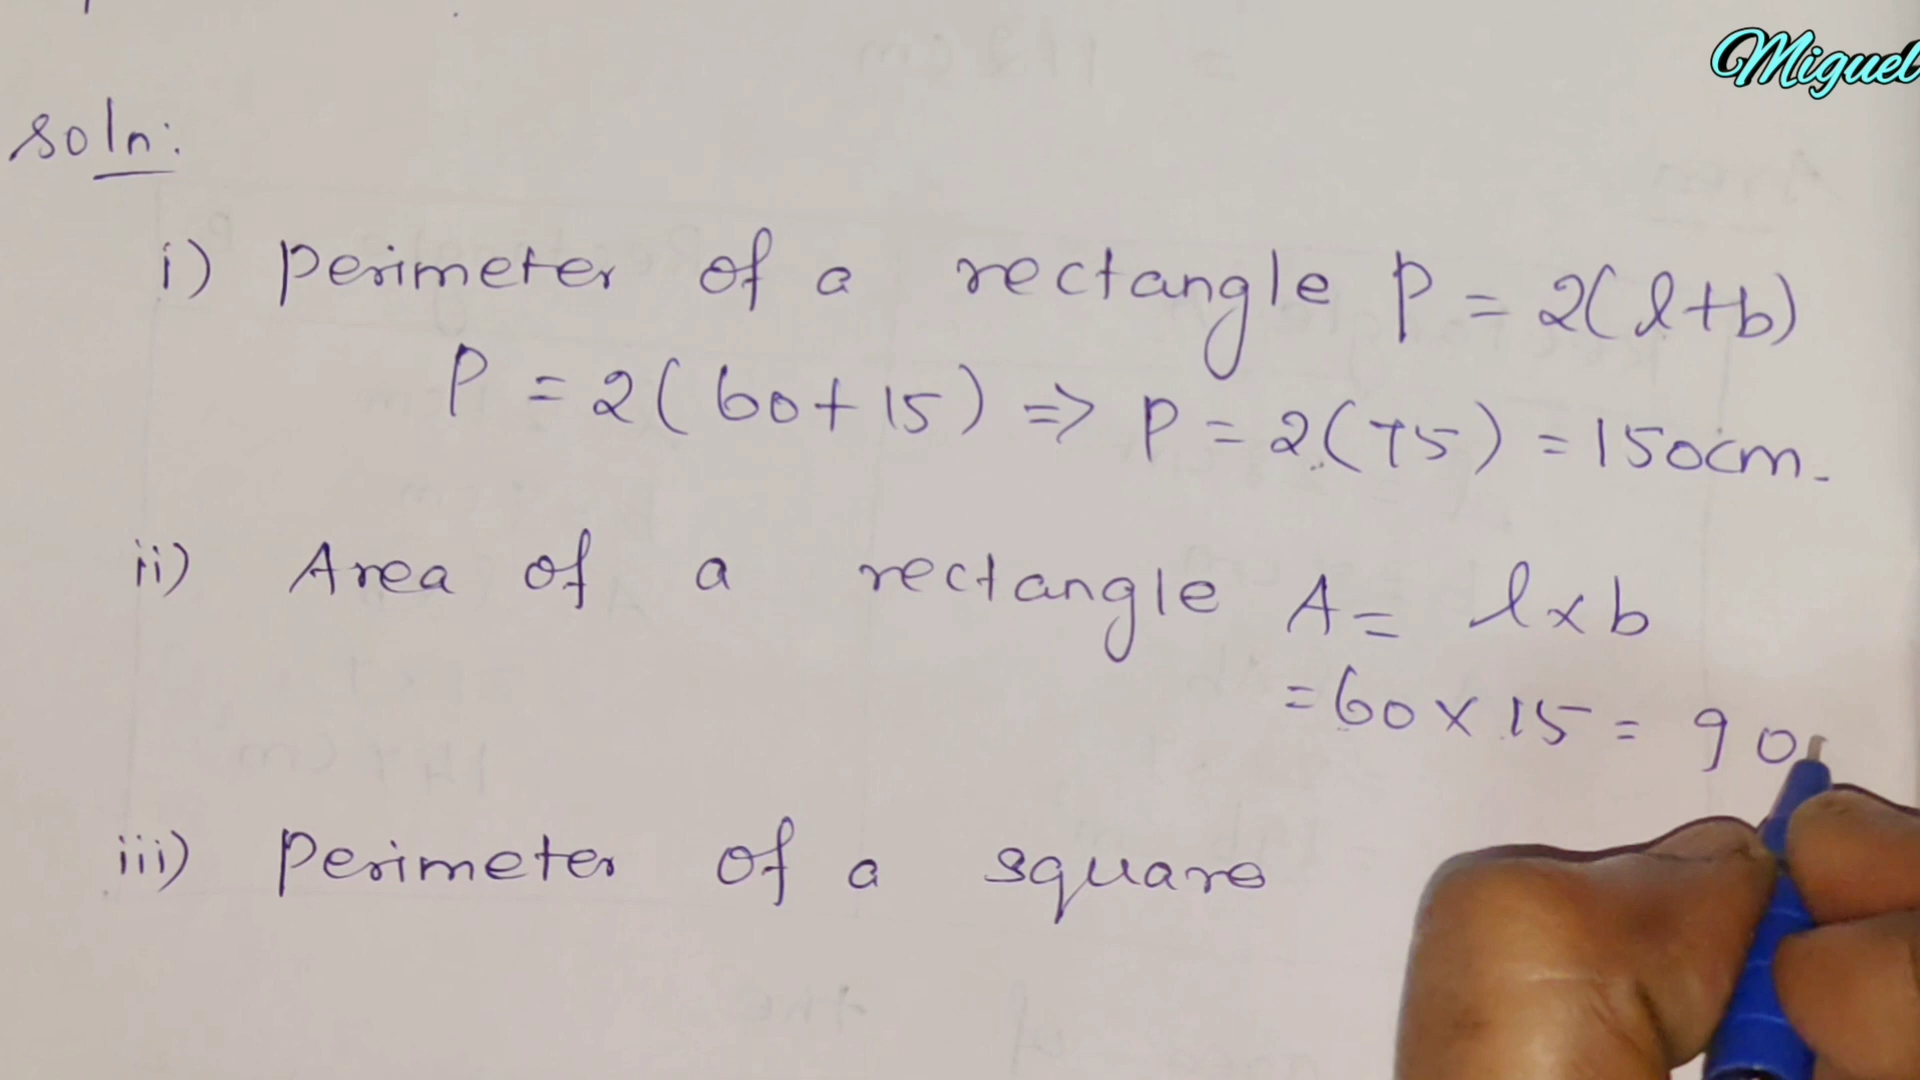 Miguel
soln:
i) Perimeter of a rectangle P = 2(l+b)
P = 2(60+15) => P = 2(75) = 150cm.
ii) Area of a rectangle A = l×b
= 60×15 = 90
iii) Perimeter of a square